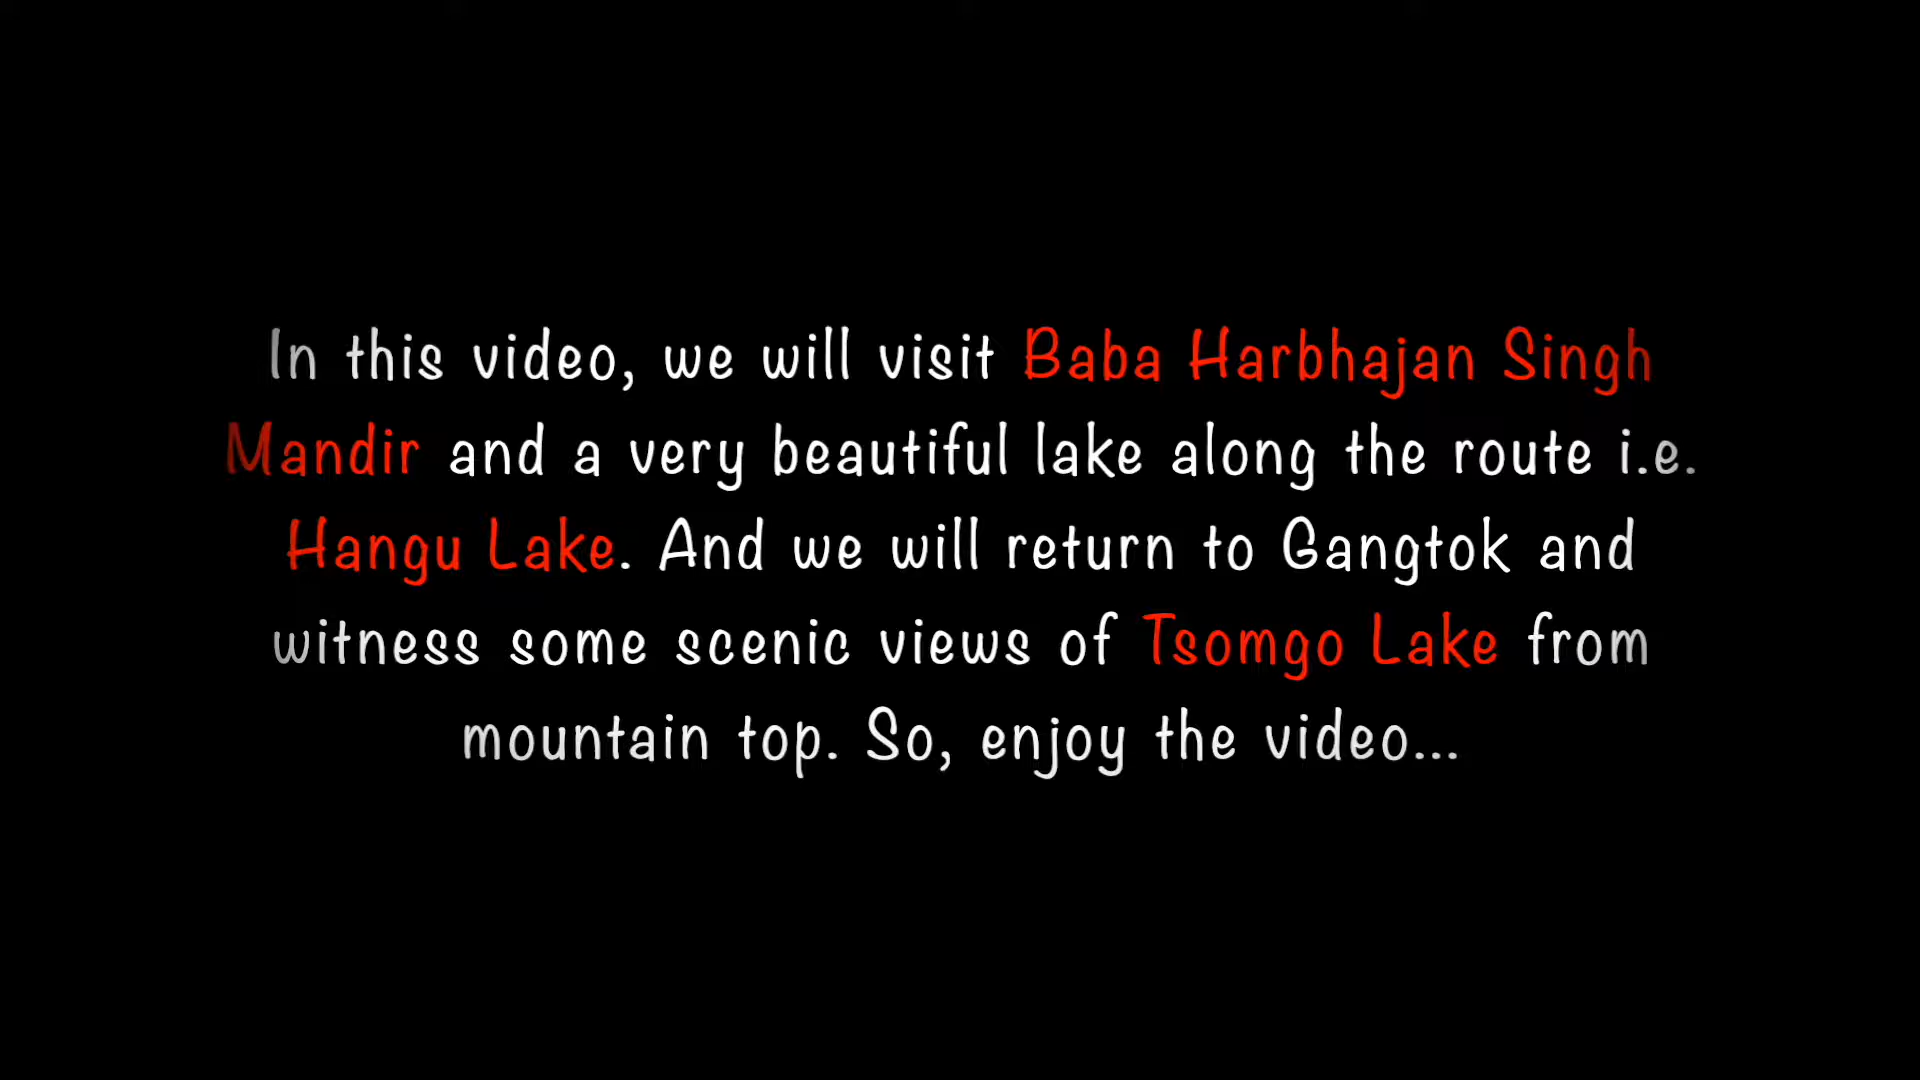 In this video, we will visit Baba Harbhajan Singh
Mandir and a very beautiful lake along the route i.e.
Hangu Lake. And we will return to Gangtok and
witness some scenic views of Tsomgo Lake from
mountain top. So, enjoy the video...